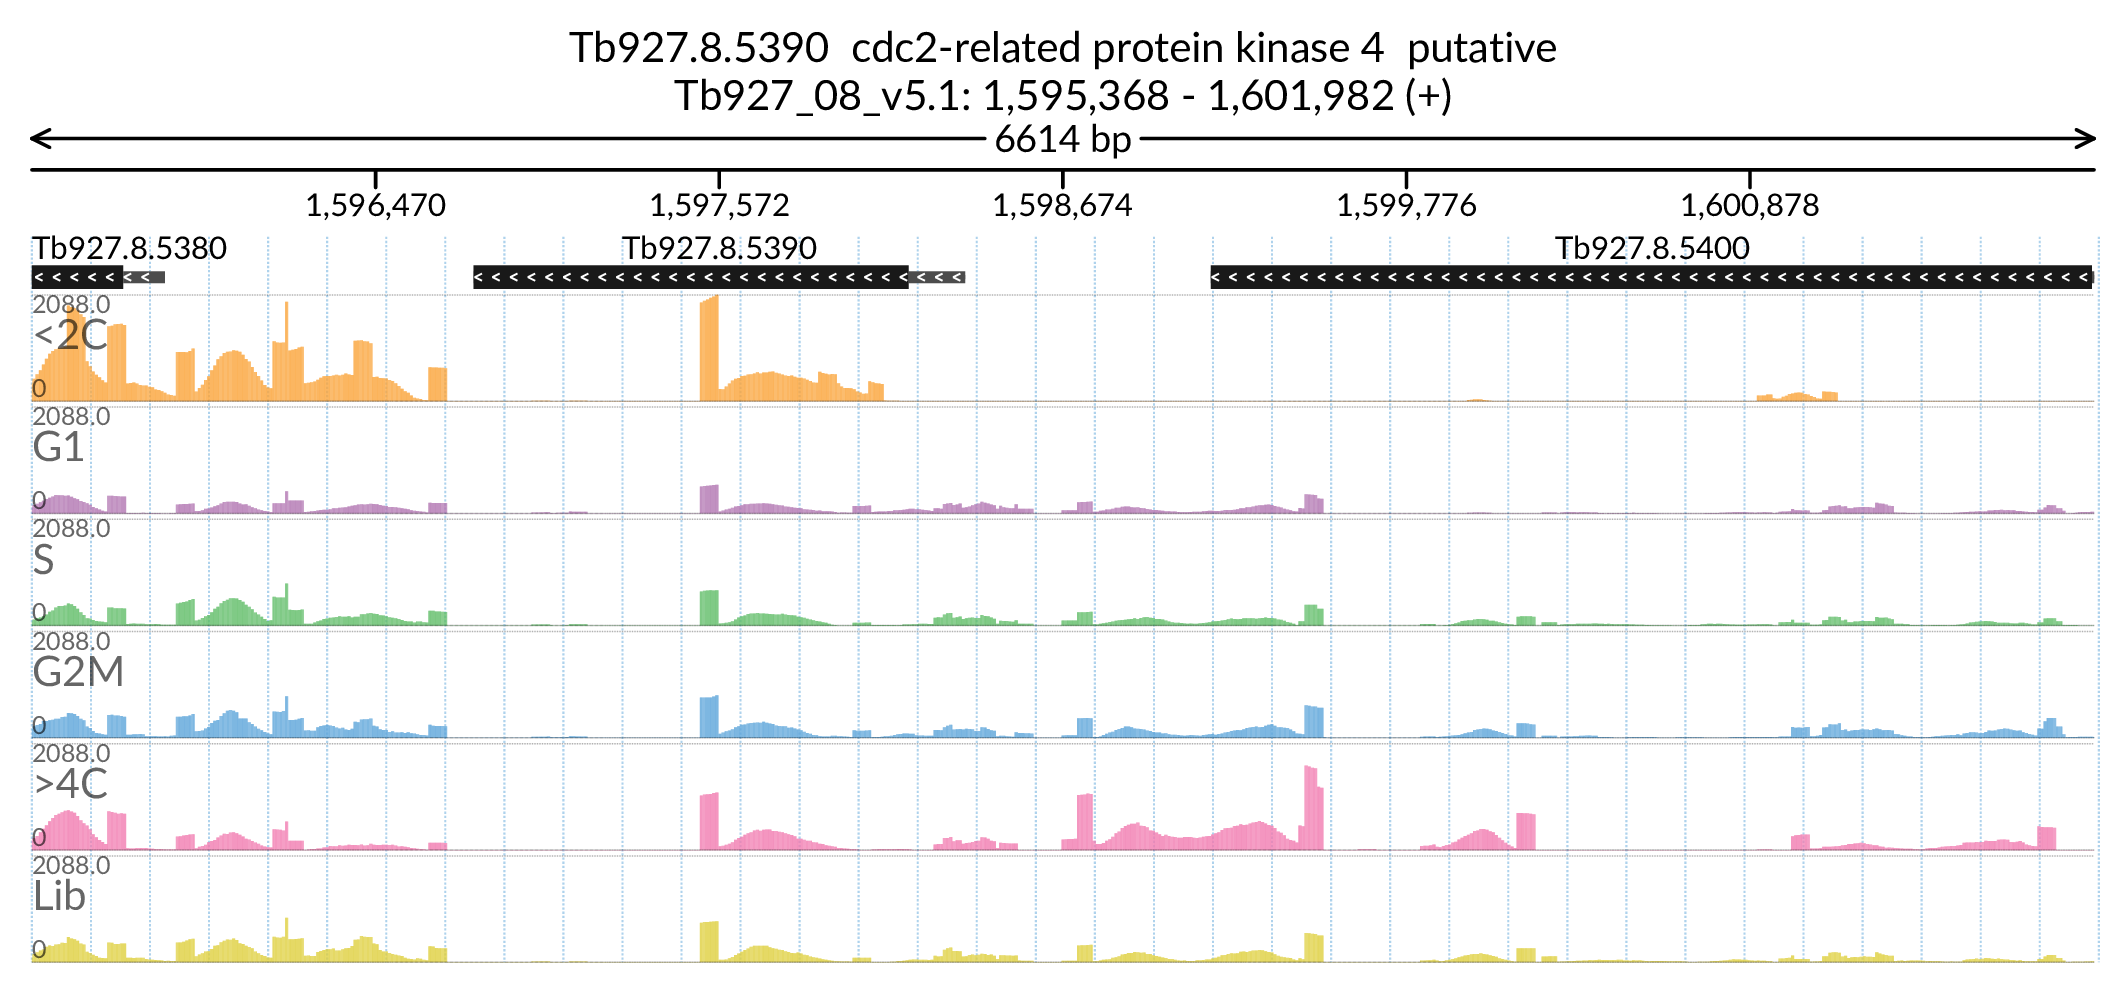 Tb927.8.5390  cdc2-related protein kinase 4  putative
Tb927_08_v5.1: 1,595,368 - 1,601,982 (+)
6614 bp
1,596,470 1,597,572 1,598,674 1,599,776 1,600,878
Tb927.8.5380 Tb927.8.5390 Tb927.8.5400
2088.0
<2C
0
2088.0
G1
0
2088.0
S
0
2088.0
G2M
0
2088.0
>4C
0
2088.0
Lib
0